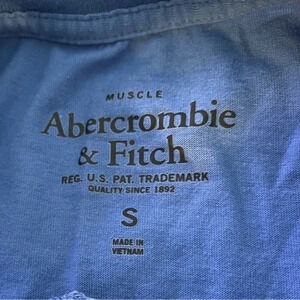 MUSCLE
Abercrombie
& Fitch
REG. U.S. PAT. TRADEMARK
QUALITY SINCE 1892
S
MADE IN
VIETNAM